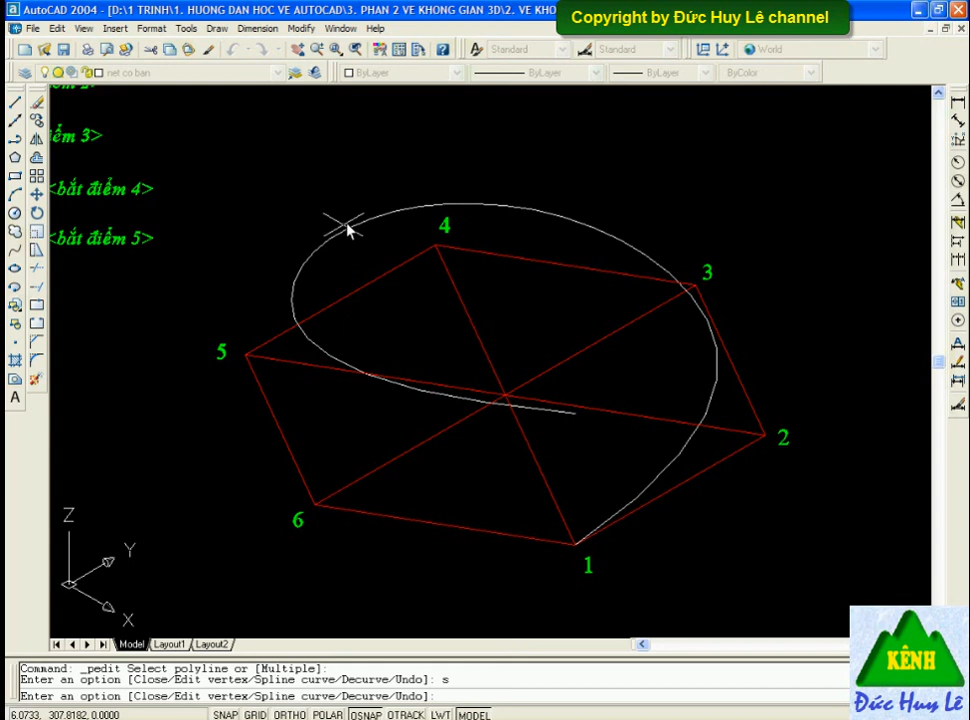 AutoCAD 2004 - [D:\1 TRINH\1. HUONG DAN HOC VE AUTOCAD\3. PHAN 2 VE KHONG GIAN 3D\2. VE KHO
Copyright by Đức Huy Lê channel
File Edit View Insert Format Tools Draw Dimension Modify Window Help
Standard Standard World
net co ban ByLayer ByLayer ByLayer ByColor
điểm 3>
<bắt điểm 4>
<bắt điểm 5>
4
3
5
2
6
1
Z
Y
X
Model Layout1 Layout2
Command: _pedit Select polyline or [Multiple]:
Enter an option [Close/Edit vertex/Spline curve/Decurve/Undo]: s
Enter an option [Close/Edit vertex/Spline curve/Decurve/Undo]:
6.0733, 307.8182, 0.0000 SNAP GRID ORTHO POLAR OSNAP OTRACK LWT MODEL
KÊNH
Đức Huy Lê